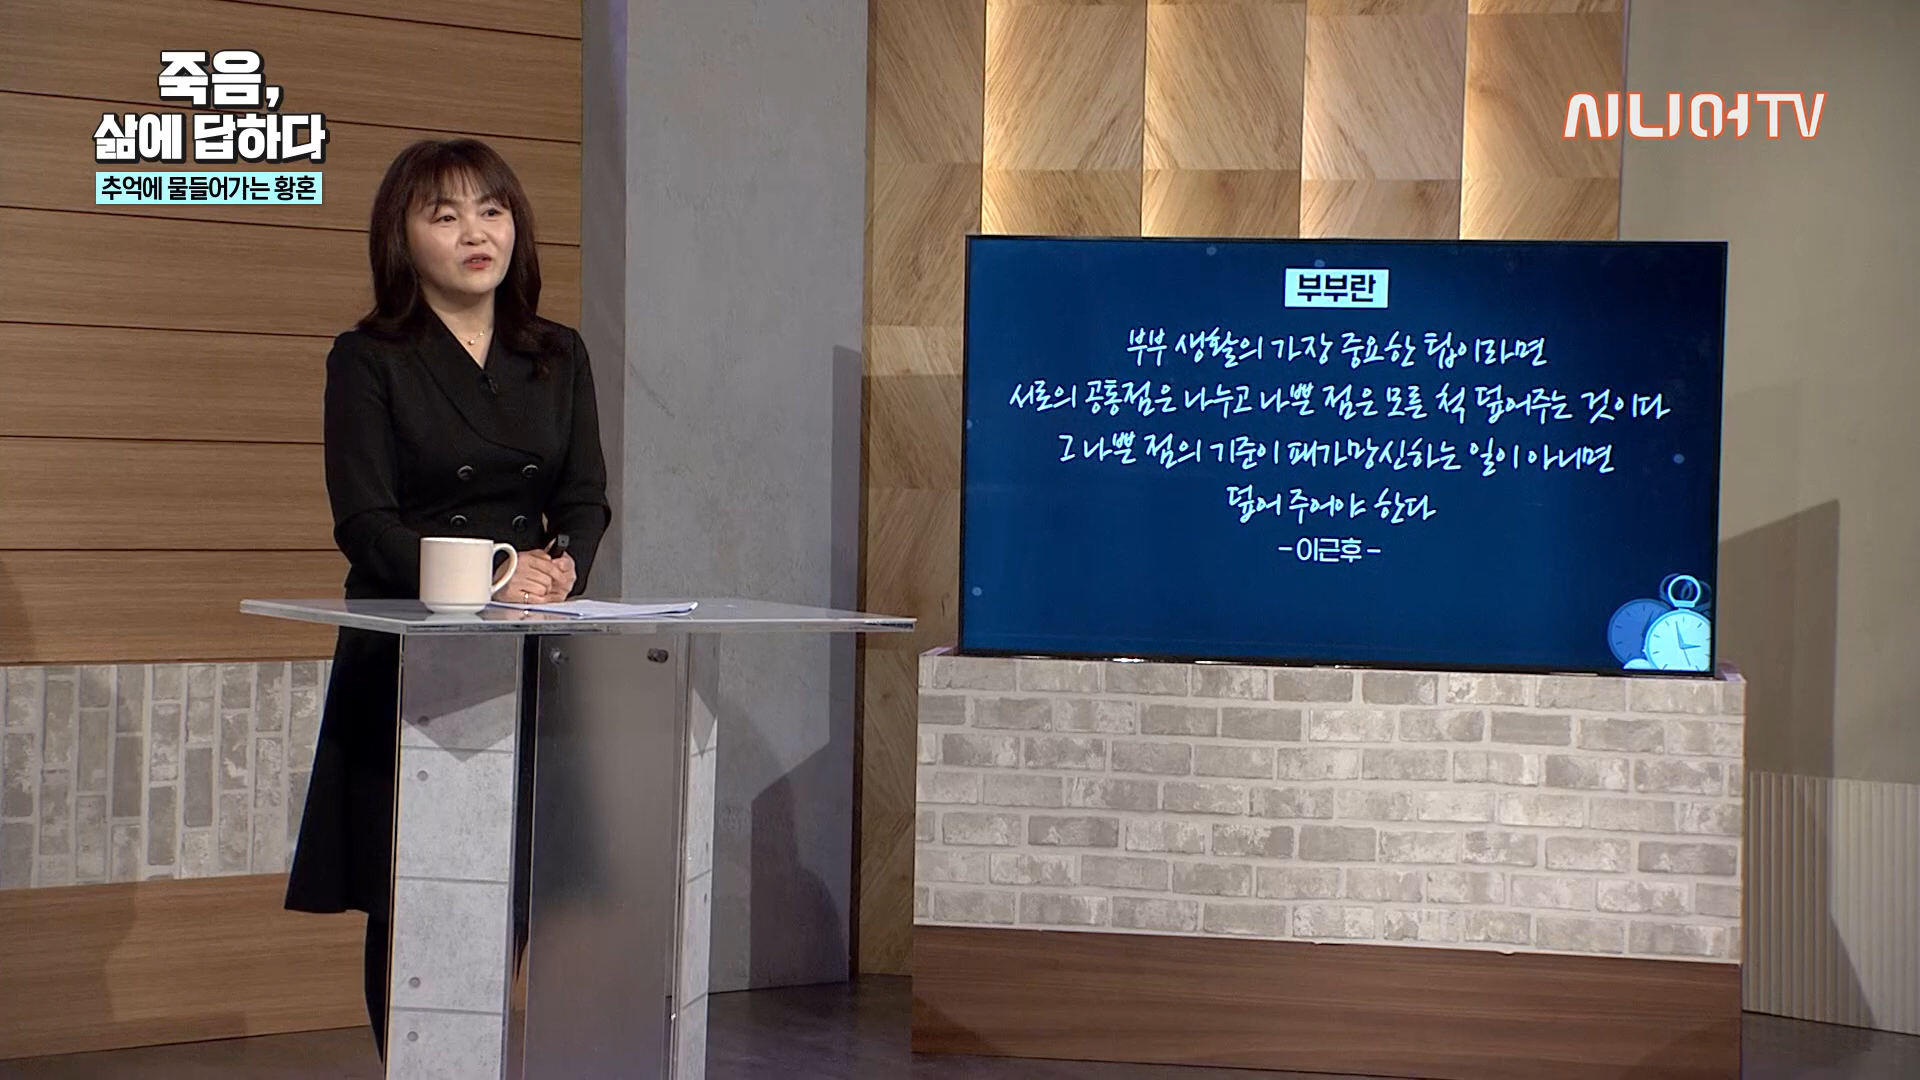 죽음,
삶에 답하다
추억에 물들어가는 황혼
시니어TV
부부란
부부 생활의 가장 중요한 팁이라면
서로의 공통점은 나누고 나쁜 점은 모른 척 덮어주는 것이다
그 나쁜 점의 기준이 패가망신하는 일이 아니면
덮어 주어야 한다
- 이근후 -